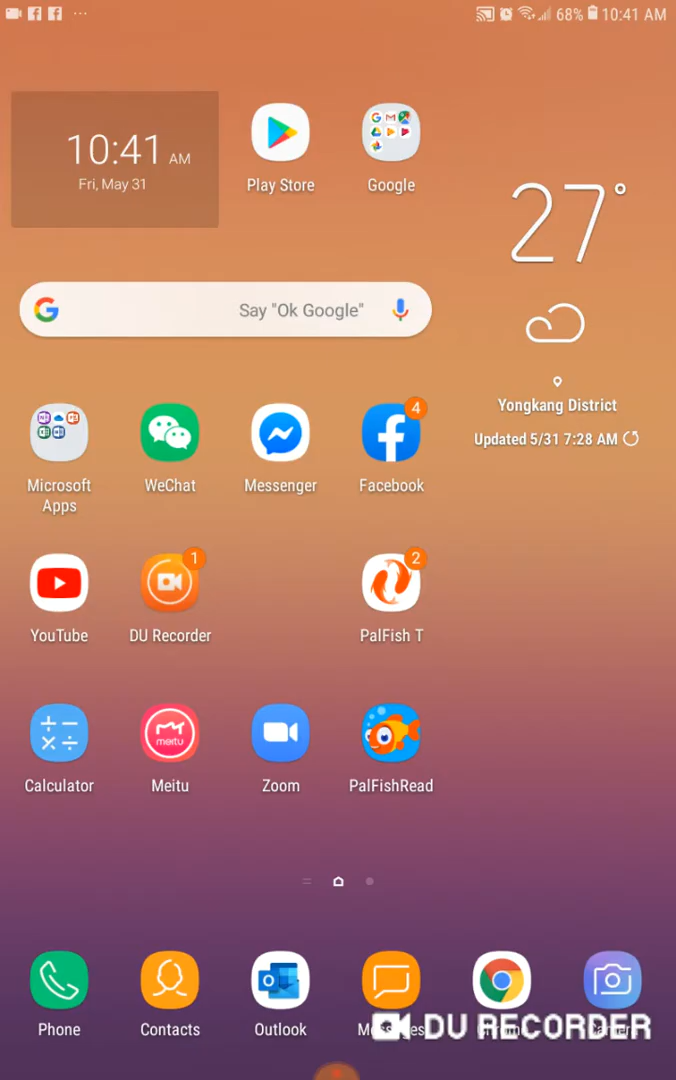 68% 10:41 AM
10:41 AM
Fri, May 31
Play Store
Google
27°
Say "Ok Google"
Yongkang District
Updated 5/31 7:28 AM
4
Microsoft
Apps
WeChat
Messenger
Facebook
1
2
YouTube
DU Recorder
PalFish T
meitu
Calculator
Meitu
Zoom
PalFishRead
Phone
Contacts
Outlook
DU RECORDER